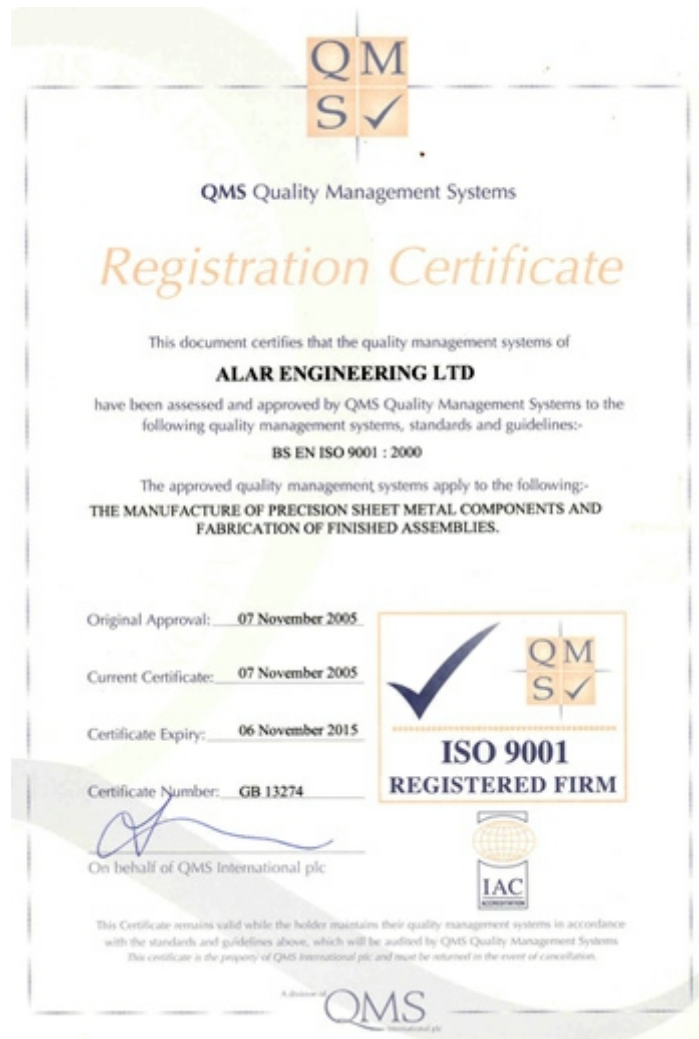 QM
S✓
QMS Quality Management Systems
Registration Certificate
This document certifies that the quality management systems of
ALAR ENGINEERING LTD
have been assessed and approved by QMS Quality Management Systems to the
following quality management systems, standards and guidelines:-
BS EN ISO 9001 : 2000
The approved quality management systems apply to the following:-
THE MANUFACTURE OF PRECISION SHEET METAL COMPONENTS AND
FABRICATION OF FINISHED ASSEMBLIES.
Original Approval: 07 November 2005
Current Certificate: 07 November 2005
Certificate Expiry: 06 November 2015
Certificate Number: GB 13274
On behalf of QMS International plc
QM
S✓
ISO 9001
REGISTERED FIRM
IAC
ACCREDITATION
This Certificate remains valid while the holder maintains their quality management systems in accordance
with the standards and guidelines above, which will be audited by QMS Quality Management Systems
This certificate is the property of QMS International plc and must be returned in the event of cancellation.
A division of
QMS
International plc